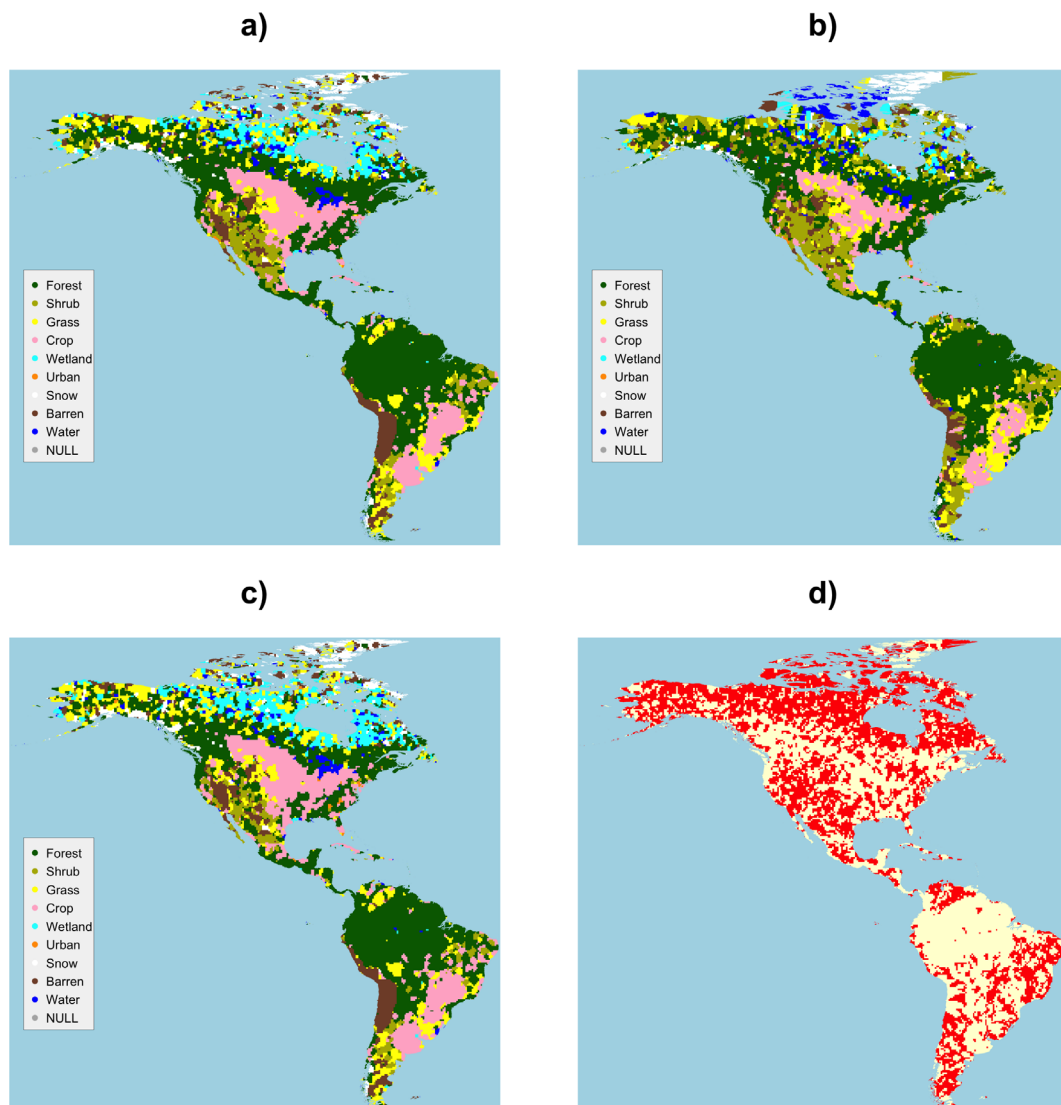 a)
b)
Forest
Shrub
Grass
Crop
Wetland
Urban
Snow
Barren
Water
NULL
Forest
Shrub
Grass
Crop
Wetland
Urban
Snow
Barren
Water
NULL
c)
d)
Forest
Shrub
Grass
Crop
Wetland
Urban
Snow
Barren
Water
NULL